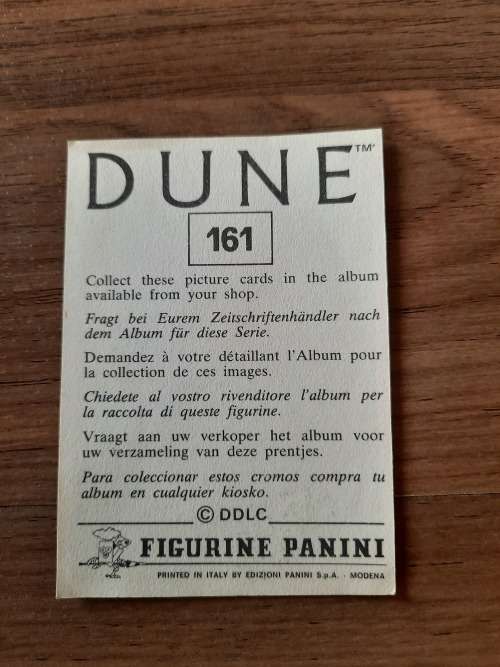 DUNE™
161
Collect these picture cards in the album
available from your shop.
Fragt bei Eurem Zeitschriftenhändler nach
dem Album für diese Serie.
Demandez à votre détaillant l'Album pour
la collection de ces images.
Chiedete al vostro rivenditore l'album per
la raccolta di queste figurine.
Vraagt aan uw verkoper het album voor
uw verzameling van deze prentjes.
Para coleccionar estos cromos compra tu
album en cualquier kiosko.
© DDLC
FIGURINE PANINI
PRINTED IN ITALY BY EDIZIONI PANINI S.p.A. - MODENA